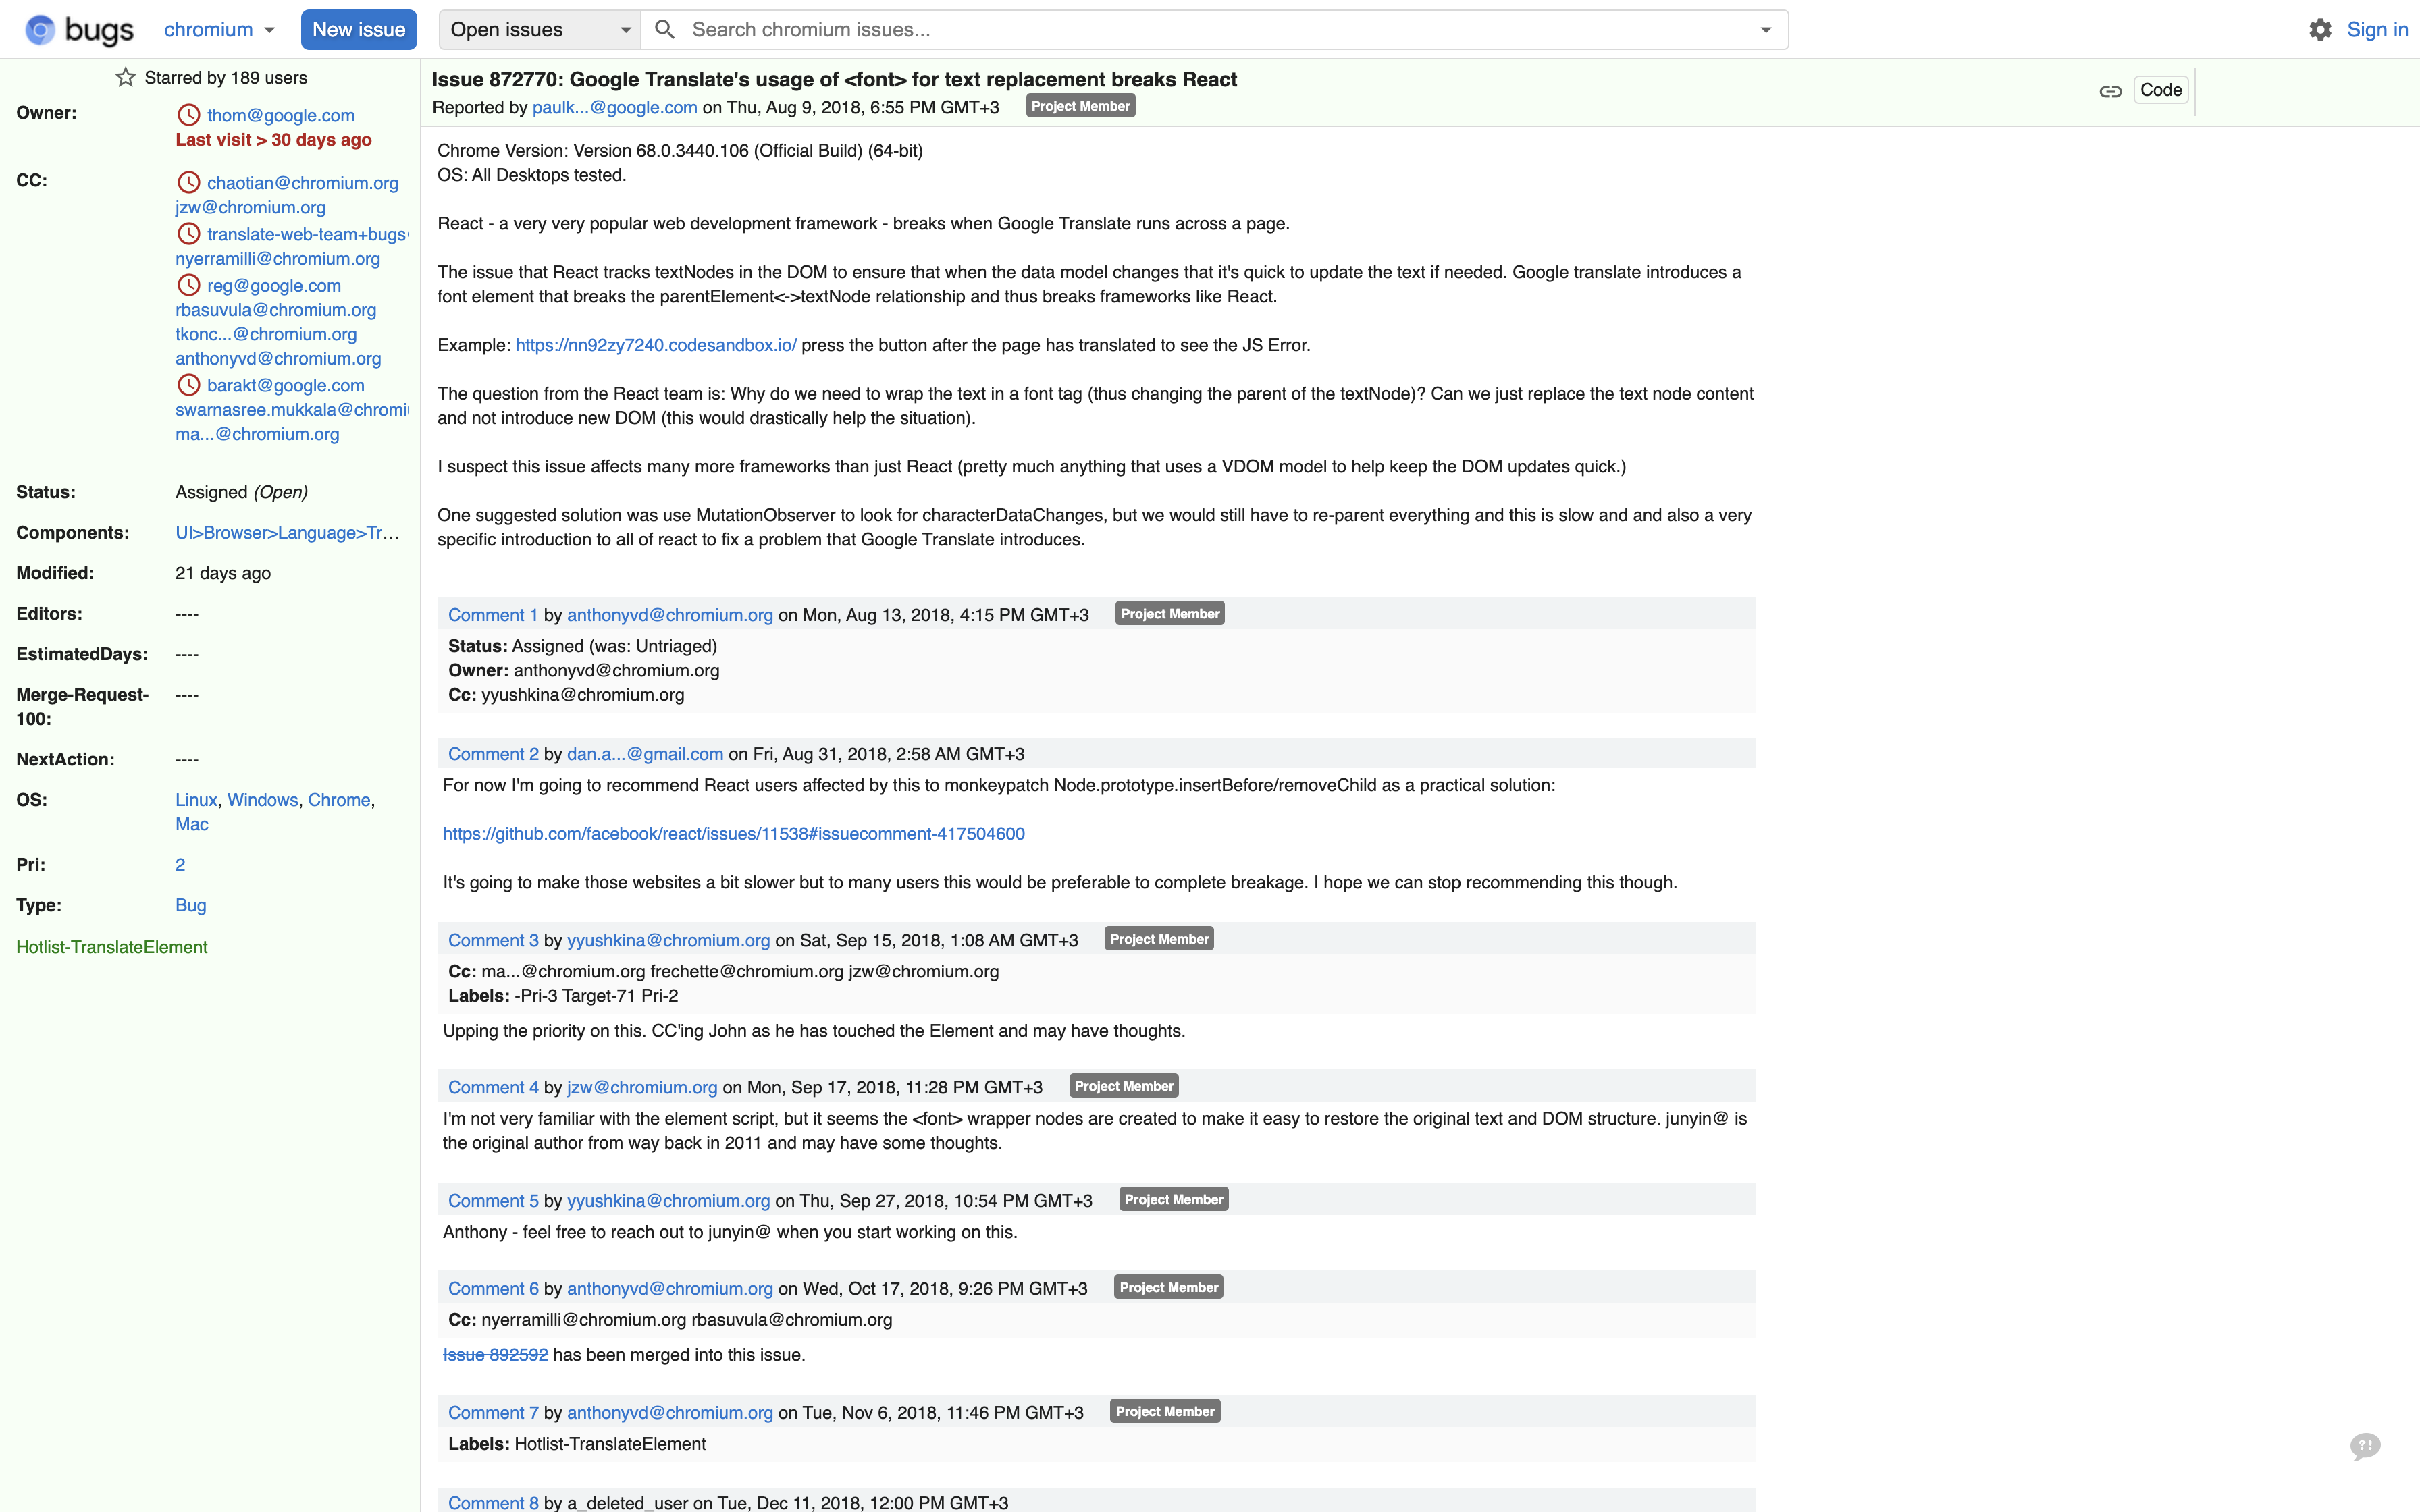 bugs
chromium
New issue
Open issues
Search chromium issues...
Sign in
Starred by 189 users
Owner:
thom@google.com
Last visit > 30 days ago
CC:
chaotian@chromium.org
jzw@chromium.org
translate-web-team+bugs
nyerramilli@chromium.org
reg@google.com
rbasuvula@chromium.org
tkonc...@chromium.org
anthonyvd@chromium.org
barakt@google.com
swarnasree.mukkala@chromi
ma...@chromium.org
Status: Assigned (Open)
Components: UI>Browser>Language>Tr...
Modified: 21 days ago
Editors: ----
EstimatedDays: ----
Merge-Request- ----
100:
NextAction: ----
OS: Linux, Windows, Chrome,
Mac
Pri: 2
Type: Bug
Hotlist-TranslateElement
Issue 872770: Google Translate's usage of <font> for text replacement breaks React
Reported by paulk...@google.com on Thu, Aug 9, 2018, 6:55 PM GMT+3 Project Member
Code
Chrome Version: Version 68.0.3440.106 (Official Build) (64-bit)
OS: All Desktops tested.
React - a very very popular web development framework - breaks when Google Translate runs across a page.
The issue that React tracks textNodes in the DOM to ensure that when the data model changes that it's quick to update the text if needed. Google translate introduces a
font element that breaks the parentElement<->textNode relationship and thus breaks frameworks like React.
Example: https://nn92zy7240.codesandbox.io/ press the button after the page has translated to see the JS Error.
The question from the React team is: Why do we need to wrap the text in a font tag (thus changing the parent of the textNode)? Can we just replace the text node content
and not introduce new DOM (this would drastically help the situation).
I suspect this issue affects many more frameworks than just React (pretty much anything that uses a VDOM model to help keep the DOM updates quick.)
One suggested solution was use MutationObserver to look for characterDataChanges, but we would still have to re-parent everything and this is slow and and also a very
specific introduction to all of react to fix a problem that Google Translate introduces.
Comment 1 by anthonyvd@chromium.org on Mon, Aug 13, 2018, 4:15 PM GMT+3 Project Member
Status: Assigned (was: Untriaged)
Owner: anthonyvd@chromium.org
Cc: yyushkina@chromium.org
Comment 2 by dan.a...@gmail.com on Fri, Aug 31, 2018, 2:58 AM GMT+3
For now I'm going to recommend React users affected by this to monkeypatch Node.prototype.insertBefore/removeChild as a practical solution:
https://github.com/facebook/react/issues/11538#issuecomment-417504600
It's going to make those websites a bit slower but to many users this would be preferable to complete breakage. I hope we can stop recommending this though.
Comment 3 by yyushkina@chromium.org on Sat, Sep 15, 2018, 1:08 AM GMT+3 Project Member
Cc: ma...@chromium.org frechette@chromium.org jzw@chromium.org
Labels: -Pri-3 Target-71 Pri-2
Upping the priority on this. CC'ing John as he has touched the Element and may have thoughts.
Comment 4 by jzw@chromium.org on Mon, Sep 17, 2018, 11:28 PM GMT+3 Project Member
I'm not very familiar with the element script, but it seems the <font> wrapper nodes are created to make it easy to restore the original text and DOM structure. junyin@ is
the original author from way back in 2011 and may have some thoughts.
Comment 5 by yyushkina@chromium.org on Thu, Sep 27, 2018, 10:54 PM GMT+3 Project Member
Anthony - feel free to reach out to junyin@ when you start working on this.
Comment 6 by anthonyvd@chromium.org on Wed, Oct 17, 2018, 9:26 PM GMT+3 Project Member
Cc: nyerramilli@chromium.org rbasuvula@chromium.org
Issue 892592 has been merged into this issue.
Comment 7 by anthonyvd@chromium.org on Tue, Nov 6, 2018, 11:46 PM GMT+3 Project Member
Labels: Hotlist-TranslateElement
?!
Comment 8 by a_deleted_user on Tue, Dec 11, 2018, 12:00 PM GMT+3